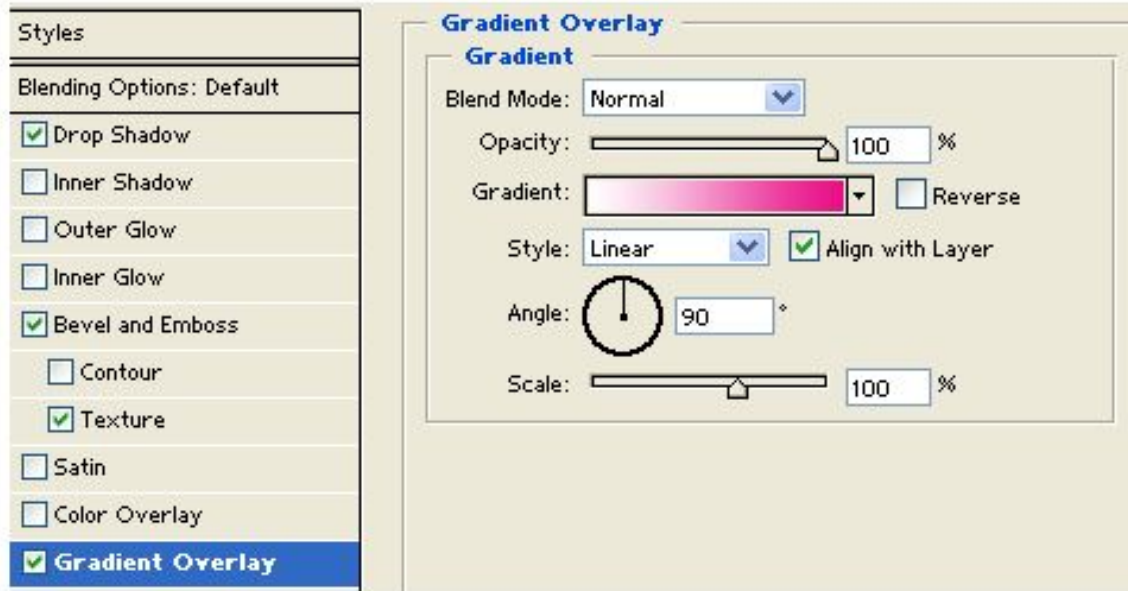 Styles
Blending Options: Default
Drop Shadow
Inner Shadow
Outer Glow
Inner Glow
Bevel and Emboss
Contour
Texture
Satin
Color Overlay
Gradient Overlay
Gradient Overlay
Gradient
Blend Mode: Normal
Opacity: 100 %
Gradient: Reverse
Style: Linear Align with Layer
Angle: 90 °
Scale: 100 %